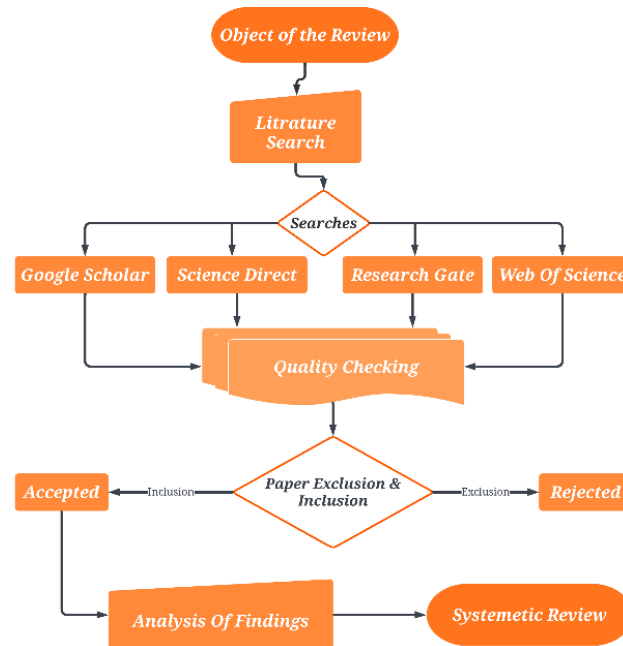 Object of the Review
Litrature
Search
Searches
Google Scholar
Science Direct
Research Gate
Web Of Science
Quality Checking
Paper Exclusion &
Inclusion
Accepted
Inclusion
Exclusion
Rejected
Analysis Of Findings
Systemetic Review